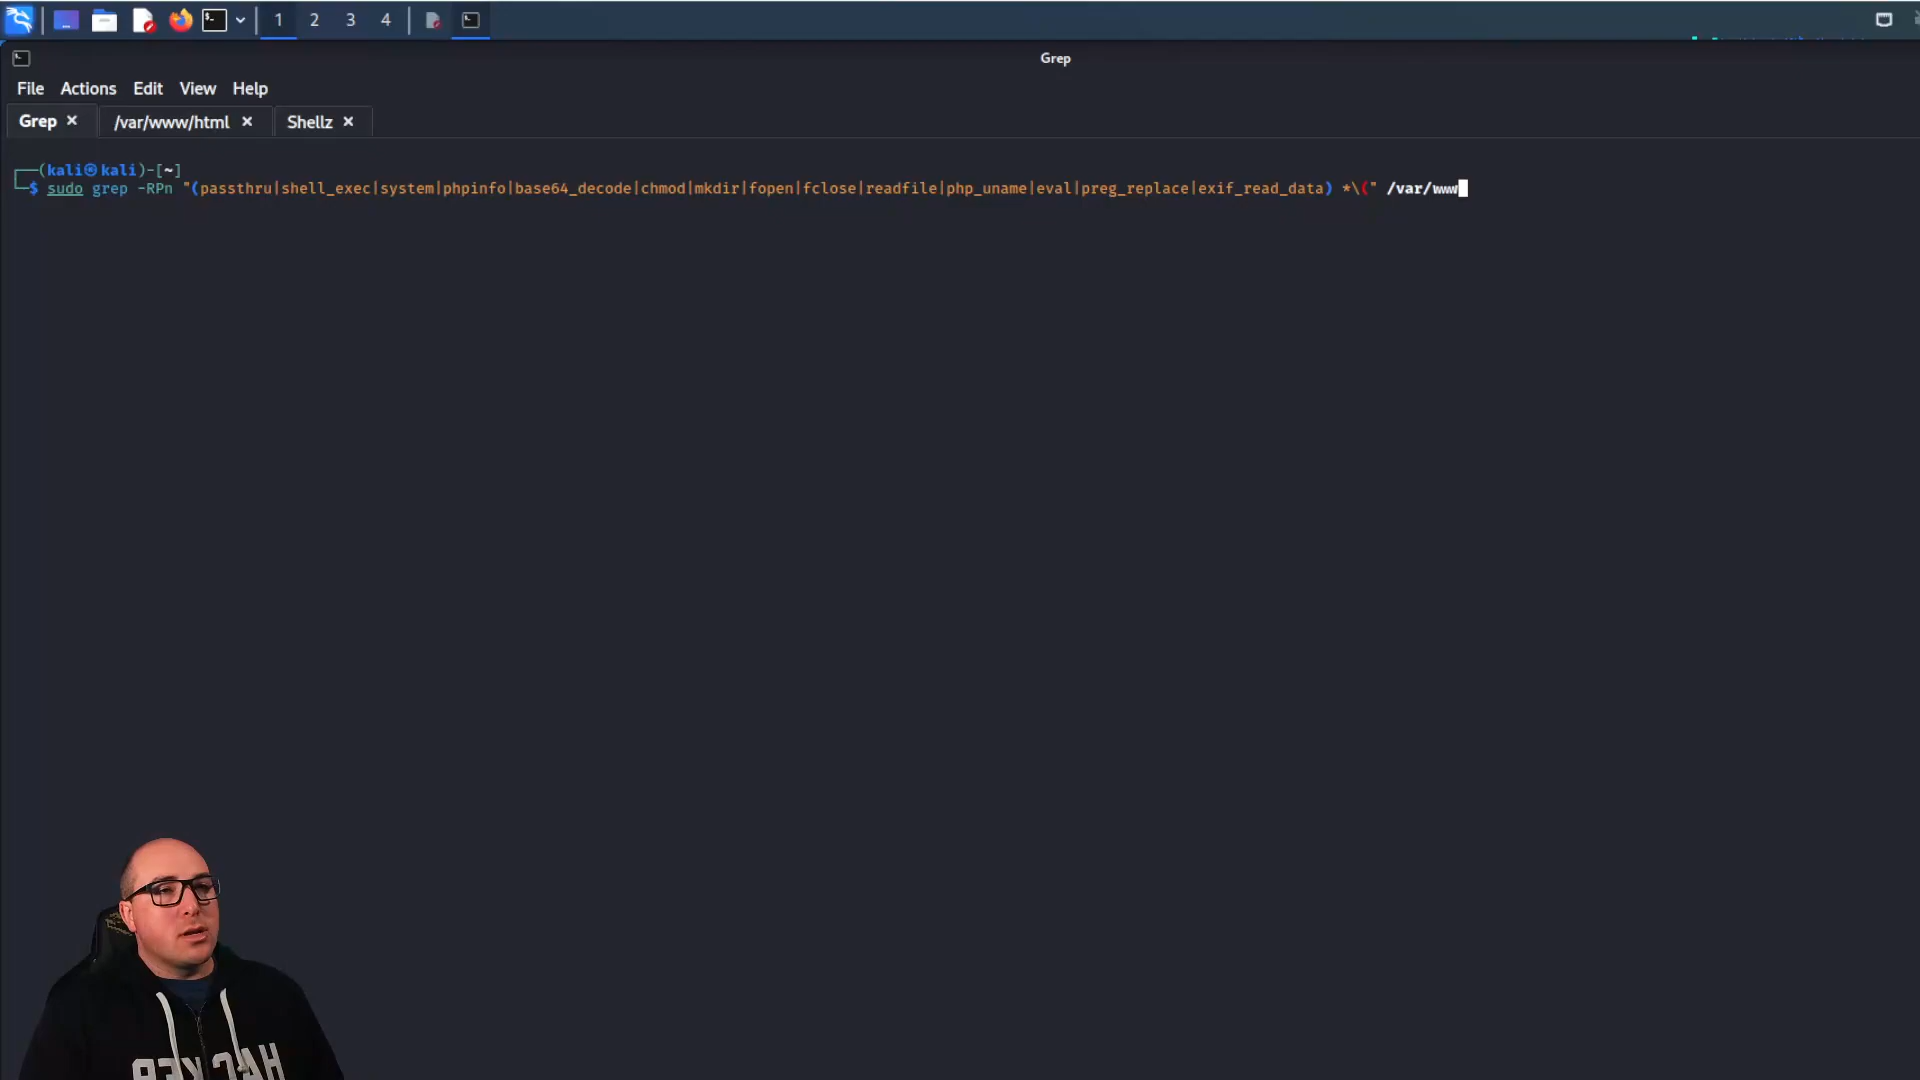 1 2 3 4
Grep
File Actions Edit View Help
Grep × /var/www/html × Shellz ×
┌──(kali㉿kali)-[~]
└─$ sudo grep -RPn "(passthru|shell_exec|system|phpinfo|base64_decode|chmod|mkdir|fopen|fclose|readfile|php_uname|eval|preg_replace|exif_read_data) *\(" /var/www
HACKER